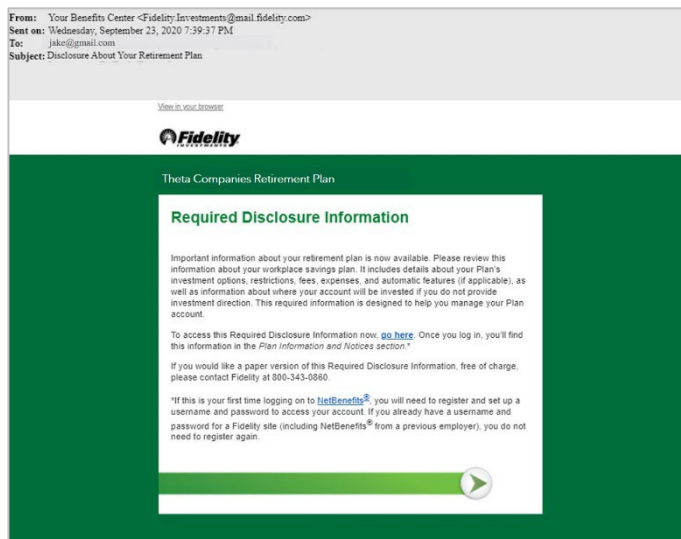 From: Your Benefits Center <Fidelity.Investments@mail.fidelity.com>
Sent on: Wednesday, September 23, 2020 7:39:37 PM
To: jake@gmail.com
Subject: Disclosure About Your Retirement Plan
View in your browser
Fidelity
INVESTMENTS
Theta Companies Retirement Plan
Required Disclosure Information
Important information about your retirement plan is now available. Please review this
information about your workplace savings plan. It includes details about your Plan's
investment options, restrictions, fees, expenses, and automatic features (if applicable), as
well as information about where your account will be invested if you do not provide
investment direction. This required information is designed to help you manage your Plan
account.
To access this Required Disclosure Information now, go here. Once you log in, you'll find
this information in the Plan Information and Notices section.*
If you would like a paper version of this Required Disclosure Information, free of charge,
please contact Fidelity at 800-343-0860.
*If this is your first time logging on to NetBenefits®, you will need to register and set up a
username and password to access your account. If you already have a username and
password for a Fidelity site (including NetBenefits® from a previous employer), you do not
need to register again.